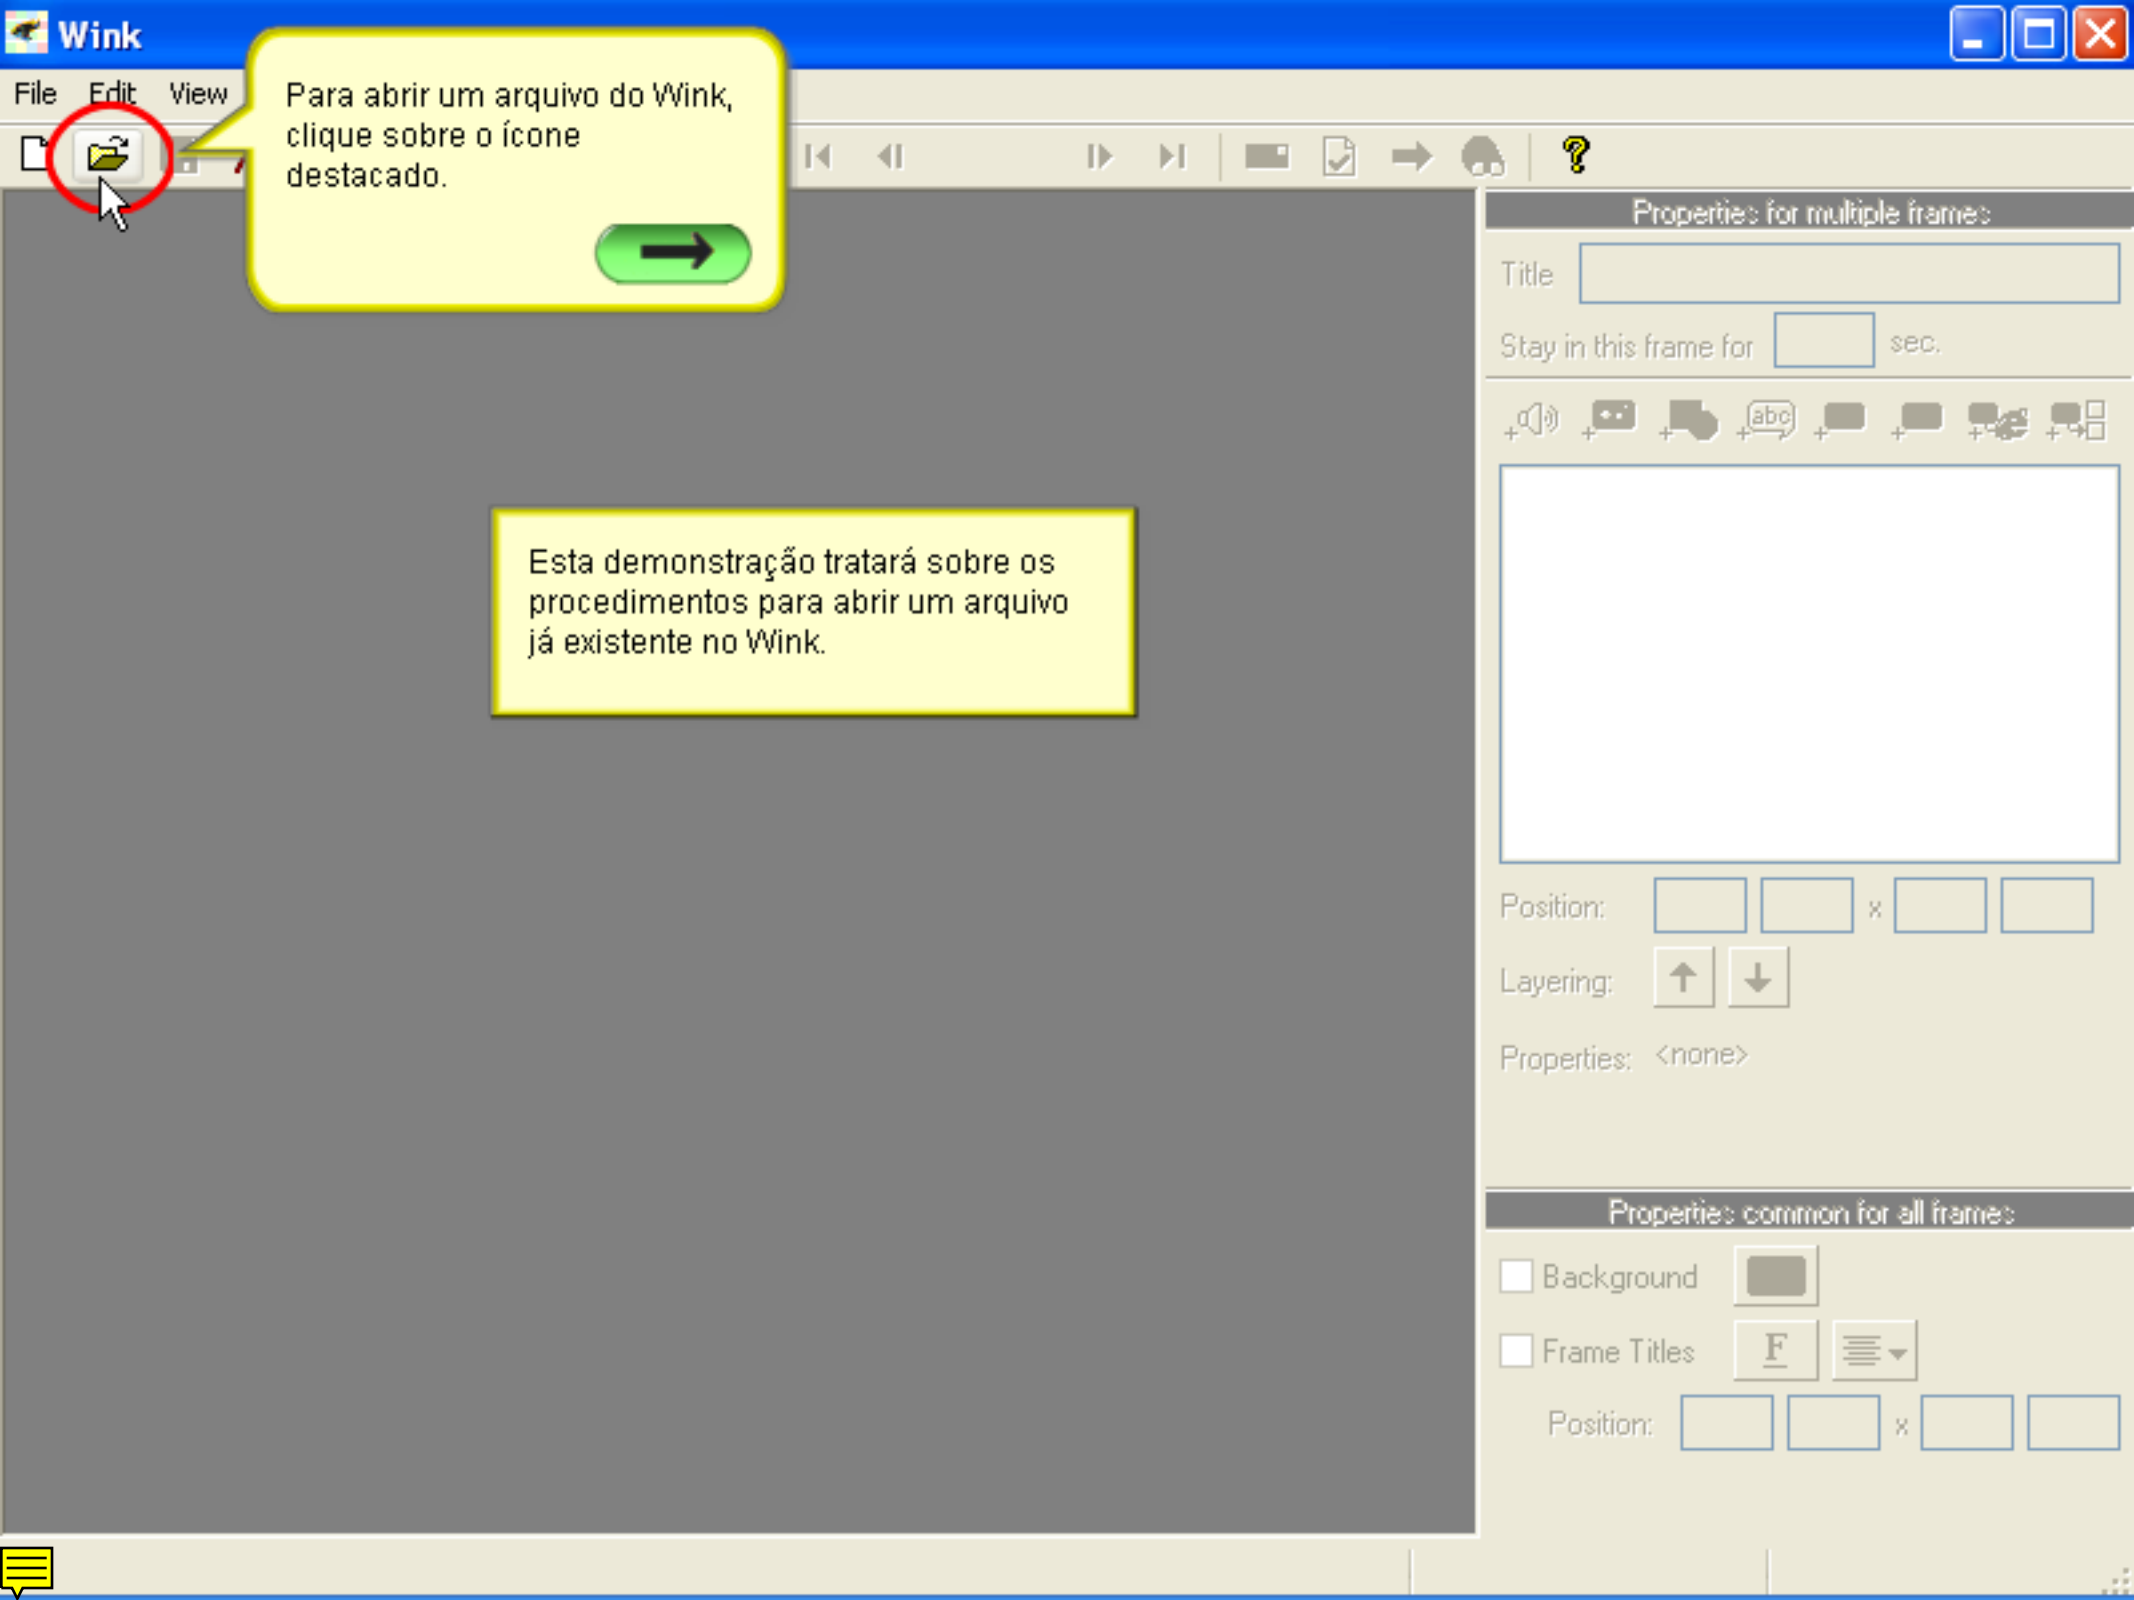 Wink
File Edit View
Para abrir um arquivo do Wink,
clique sobre o ícone
destacado.
Properties for multiple frames
Title
Stay in this frame for sec.
abc
Esta demonstração tratará sobre os
procedimentos para abrir um arquivo
já existente no Wink.
Position: x
Layering:
Properties: <none>
Properties common for all frames
Background
Frame Titles F
Position: x